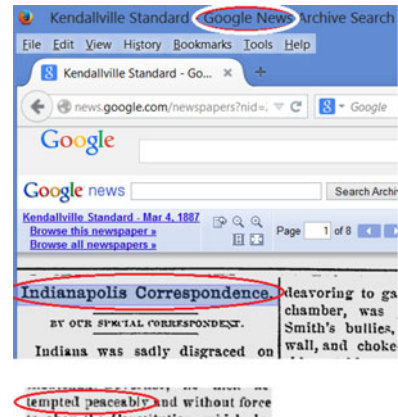 Kendallville Standard - Google News Archive Search
File Edit View History Bookmarks Tools Help
Kendallville Standard - Go... × +
news.google.com/newspapers?nid=. Google
Google
Google news Search Archi
Kendallville Standard - Mar 4, 1887
Browse this newspaper »
Browse all newspapers »
Page 1 of 8
Indianapolis Correspondence.
BY OUR SPECIAL CORRESPONDENT.
Indiana was sadly disgraced on
deavoring to ga
chamber, was
Smith's bullies,
wall, and choke
tempted peaceably and without force